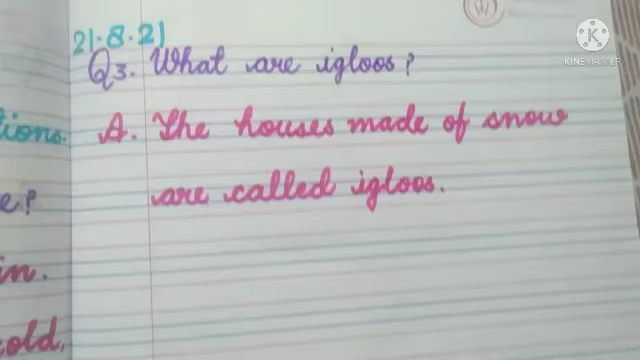 21.8.21
Q3. What are igloos?
A. The houses made of snow
are called igloos.
tions.
e?
in.
old,
K
KINEMASTER